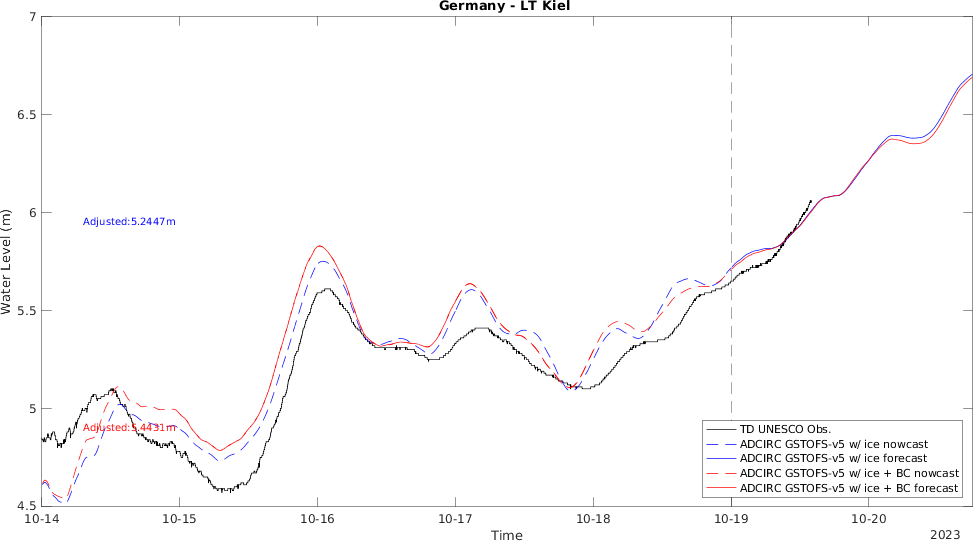 Germany - LT Kiel
7
6.5
6
5.5
5
4.5
Water Level (m)
Adjusted:5.2447m
Adjusted:5.4431m
TD UNESCO Obs.
ADCIRC GSTOFS-v5 w/ ice nowcast
ADCIRC GSTOFS-v5 w/ ice forecast
ADCIRC GSTOFS-v5 w/ ice + BC nowcast
ADCIRC GSTOFS-v5 w/ ice + BC forecast
10-14 10-15 10-16 10-17 10-18 10-19 10-20
Time
2023